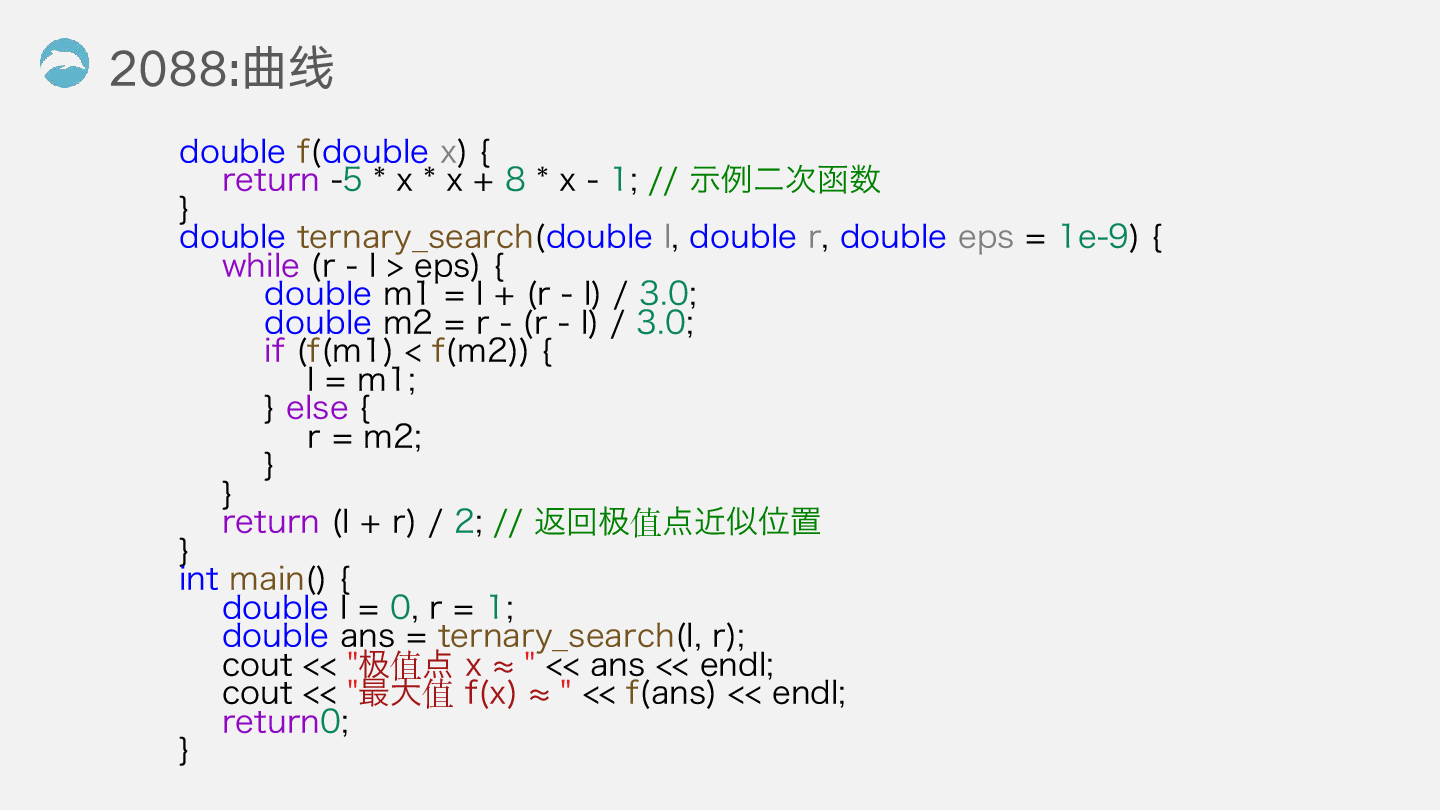 2088:曲线
double f(double x) {
    return -5 * x * x + 8 * x - 1; // 示例二次函数
}
double ternary_search(double l, double r, double eps = 1e-9) {
    while (r - l > eps) {
        double m1 = l + (r - l) / 3.0;
        double m2 = r - (r - l) / 3.0;
        if (f(m1) < f(m2)) {
            l = m1;
        } else {
            r = m2;
        }
    }
    return (l + r) / 2; // 返回极值点近似位置
}
int main() {
    double l = 0, r = 1;
    double ans = ternary_search(l, r);
    cout << "极值点 x ≈ " << ans << endl;
    cout << "最大值 f(x) ≈ " << f(ans) << endl;
    return0;
}